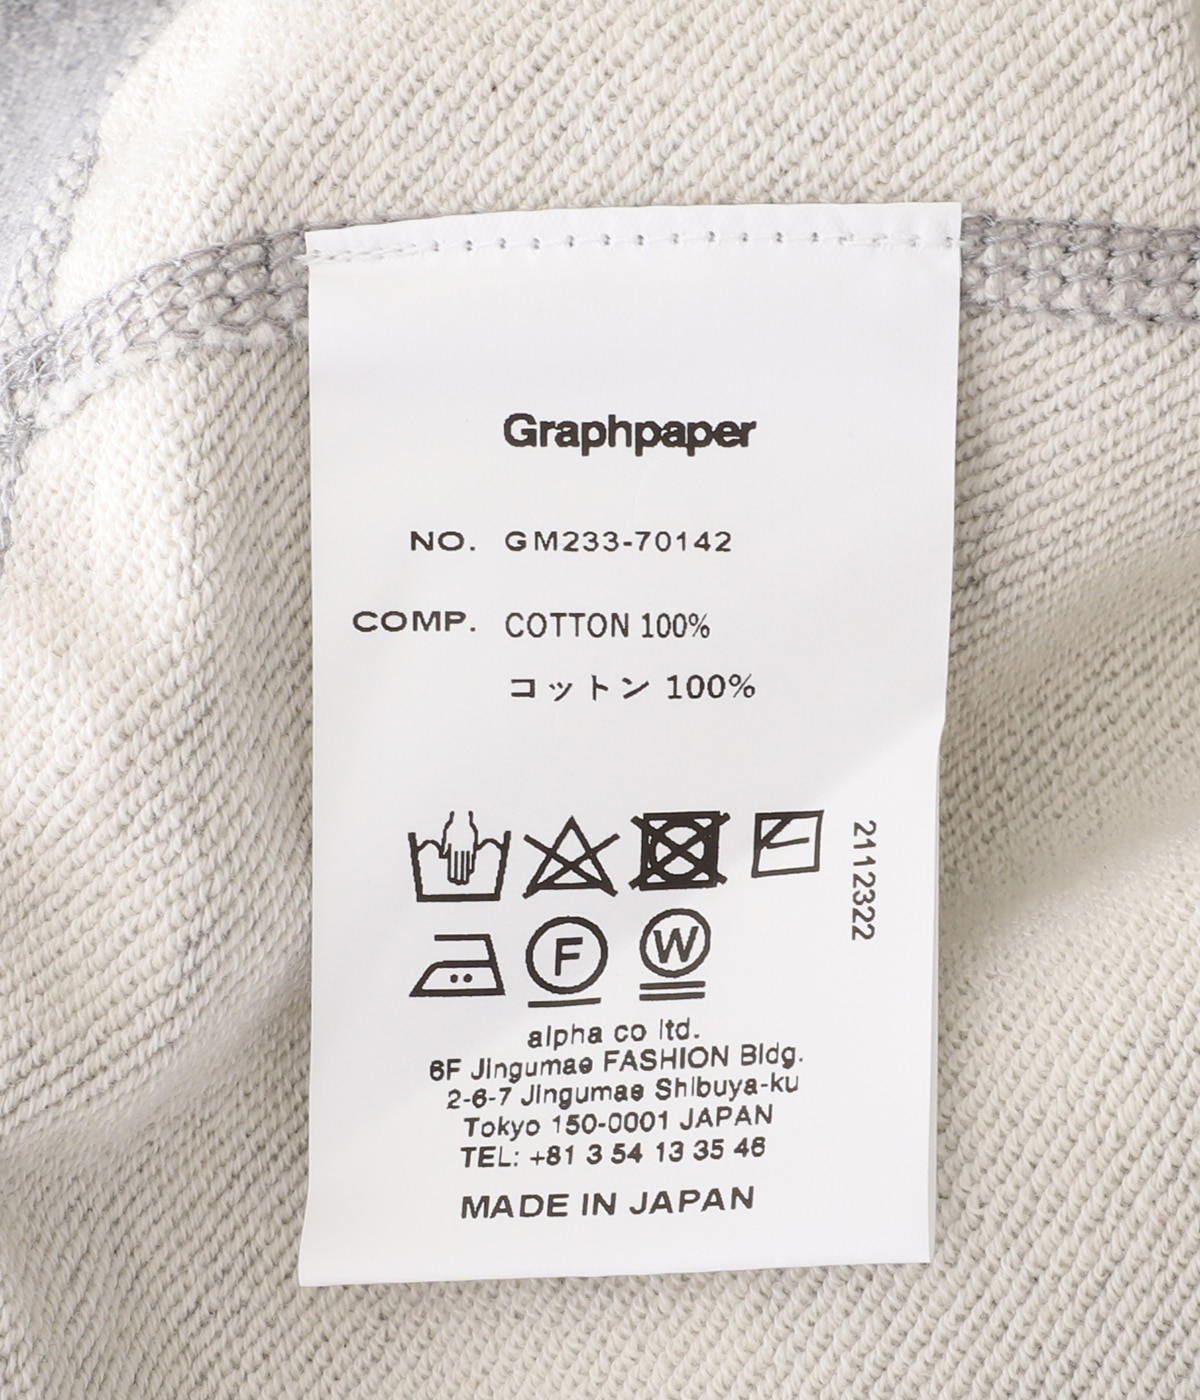 Graphpaper
NO. GM233-70142
COMP. COTTON 100%
コットン 100%
2112322
F
W
alpha co ltd.
6F Jingumae FASHION Bldg.
2-6-7 Jingumae Shibuya-ku
Tokyo 150-0001 JAPAN
TEL: +81 3 54 13 35 46
MADE IN JAPAN